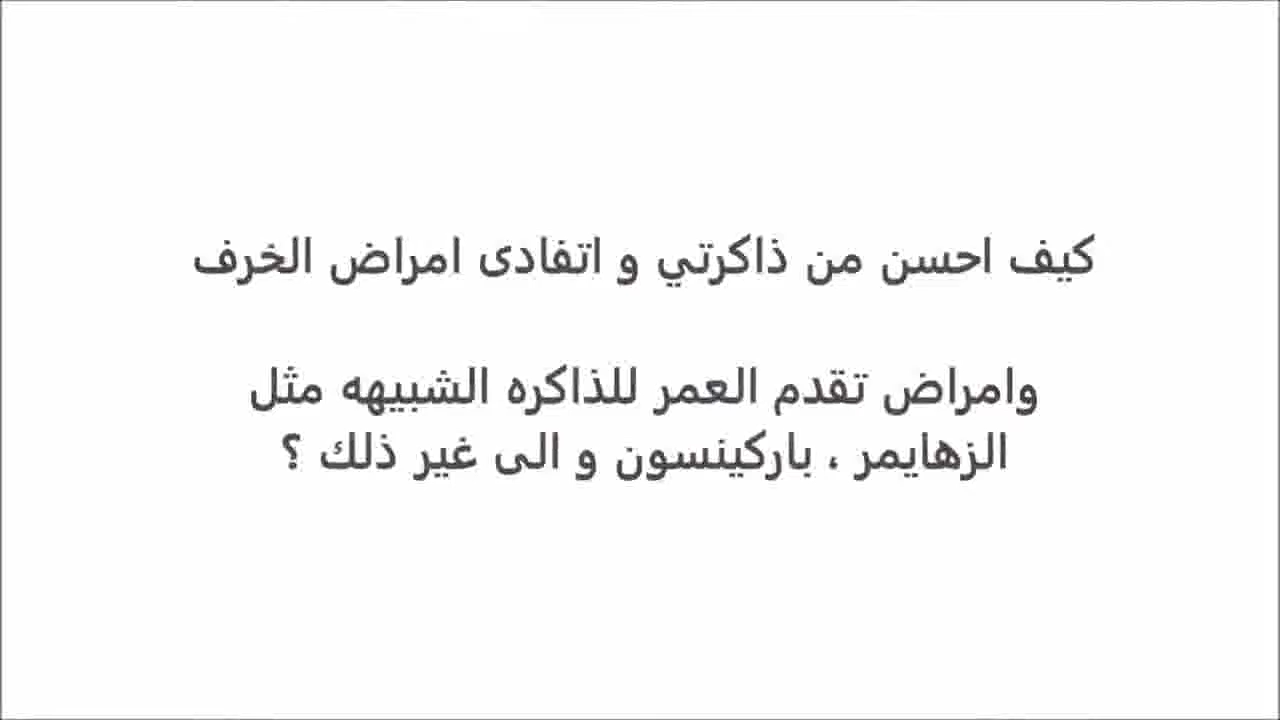 كيف احسن من ذاكرتي و اتفادى امراض الخرف
وامراض تقدم العمر للذاكره الشبيهه مثل
الزهايمر ، باركينسون و الى غير ذلك ؟